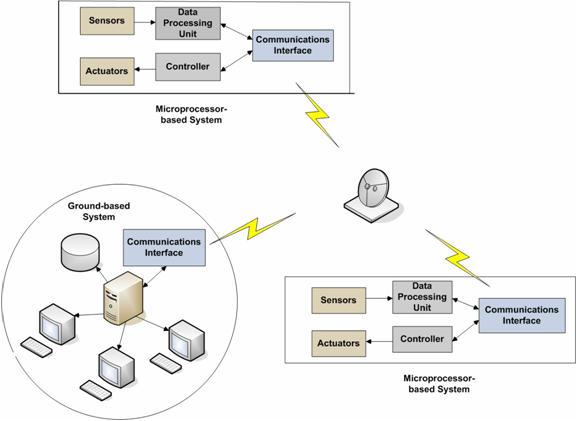 Sensors
Data
Processing
Unit
Communications
Interface
Actuators
Controller
Microprocessor-
based System
Ground-based
System
Communications
Interface
Sensors
Data
Processing
Unit
Communications
Interface
Actuators
Controller
Microprocessor-
based System